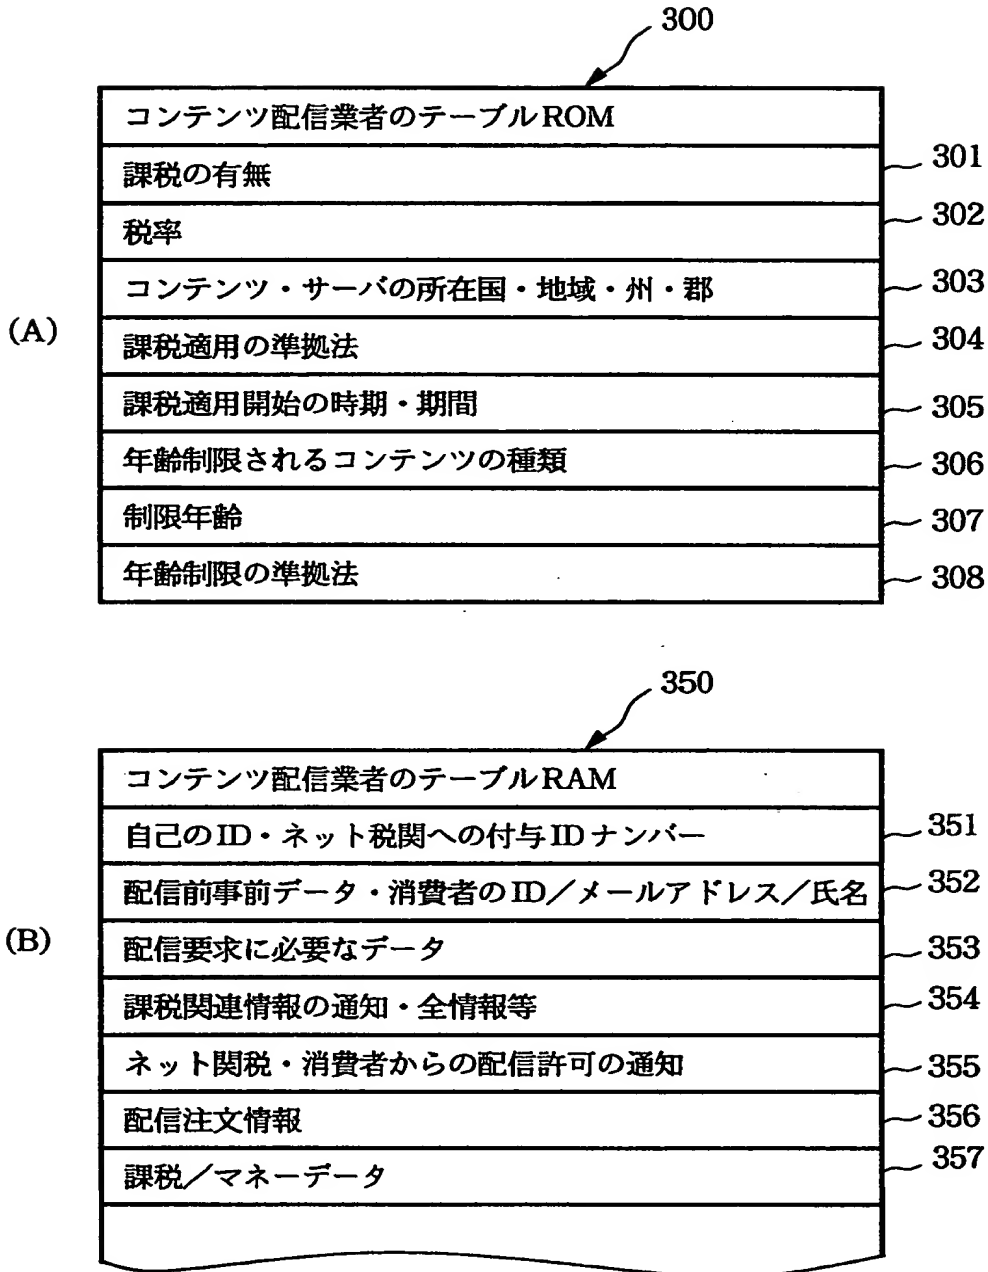 300
コンテンツ配信業者のテーブルROM
課税の有無 301
税率 302
コンテンツ・サーバの所在国・地域・州・郡 303
(A)
課税適用の準拠法 304
課税適用開始の時期・期間 305
年齢制限されるコンテンツの種類 306
制限年齢 307
年齢制限の準拠法 308
350
コンテンツ配信業者のテーブルRAM
自己のID・ネット税関への付与IDナンバー 351
配信前事前データ・消費者のID／メールアドレス／氏名 352
(B)
配信要求に必要なデータ 353
課税関連情報の通知・全情報等 354
ネット関税・消費者からの配信許可の通知 355
配信注文情報 356
課税／マネーデータ 357